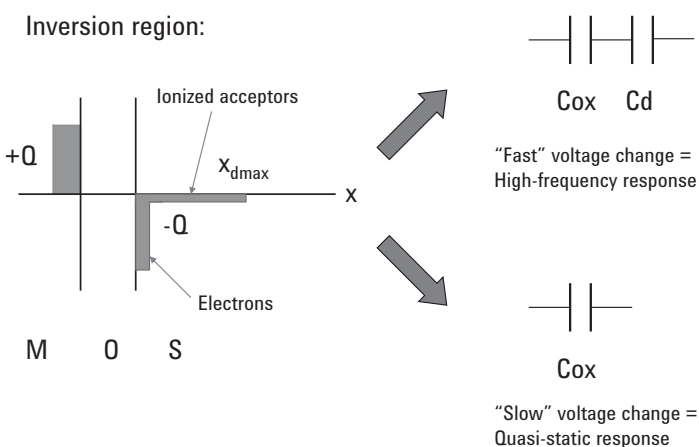 Inversion region:
Ionized acceptors
+Q
xdmax
x
-Q
Electrons
M O S
Cox Cd
“Fast” voltage change =
High-frequency response
Cox
“Slow” voltage change =
Quasi-static response